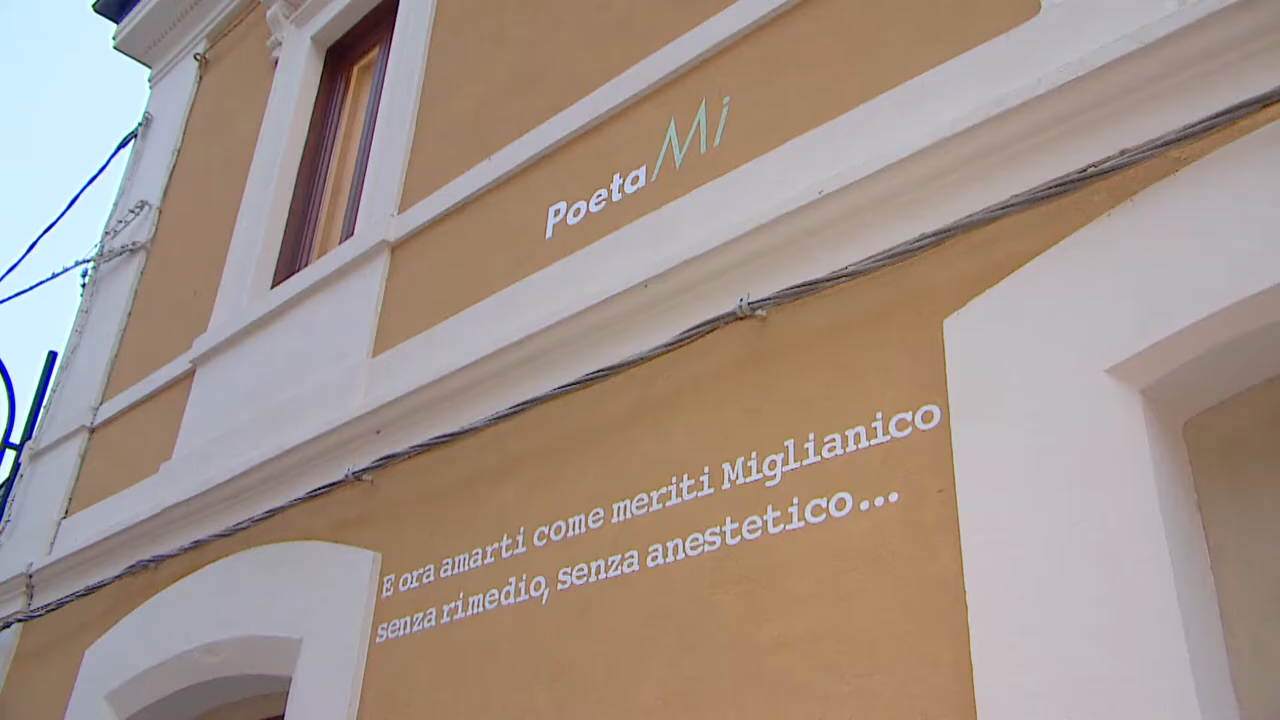 PoetaMi
E ora amarti come meriti Miglianico
senza rimedio, senza anestetico...